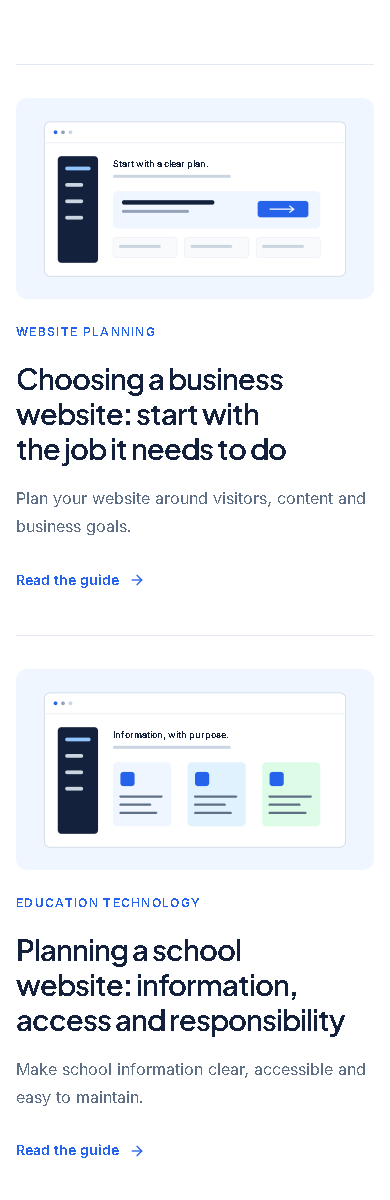 Start with a clear plan.
WEBSITE PLANNING
Choosing a business
website: start with
the job it needs to do
Plan your website around visitors, content and
business goals.
Read the guide
Information, with purpose.
EDUCATION TECHNOLOGY
Planning a school
website: information,
access and responsibility
Make school information clear, accessible and
easy to maintain.
Read the guide